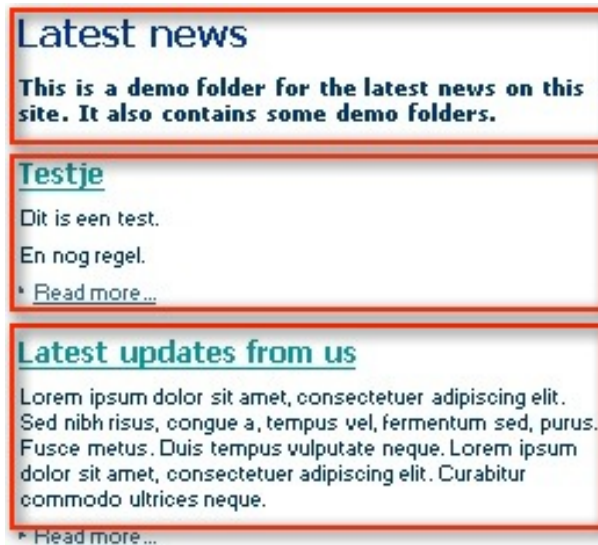 Latest news
This is a demo folder for the latest news on this
site. It also contains some demo folders.
Testje
Dit is een test.
En nog regel.
Read more...
Latest updates from us
Lorem ipsum dolor sit amet, consectetuer adipiscing elit.
Sed nibh risus, congue a, tempus vel, fermentum sed, purus.
Fusce metus. Duis tempus vulputate neque. Lorem ipsum
dolor sit amet, consectetuer adipiscing elit. Curabitur
commodo ultrices neque.
Read more...